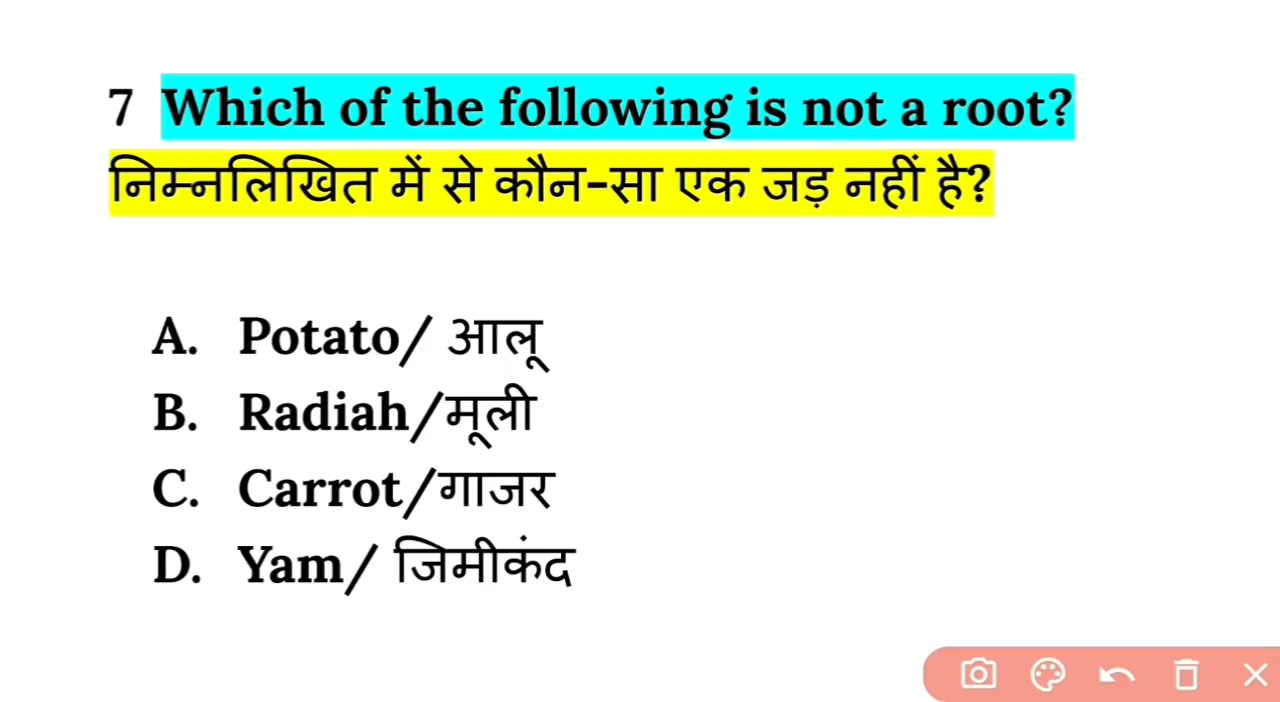 7 Which of the following is not a root?
निम्नलिखित में से कौन-सा एक जड़ नहीं है?
A. Potato/ आलू
B. Radiah/मूली
C. Carrot/गाजर
D. Yam/ जिमीकंद